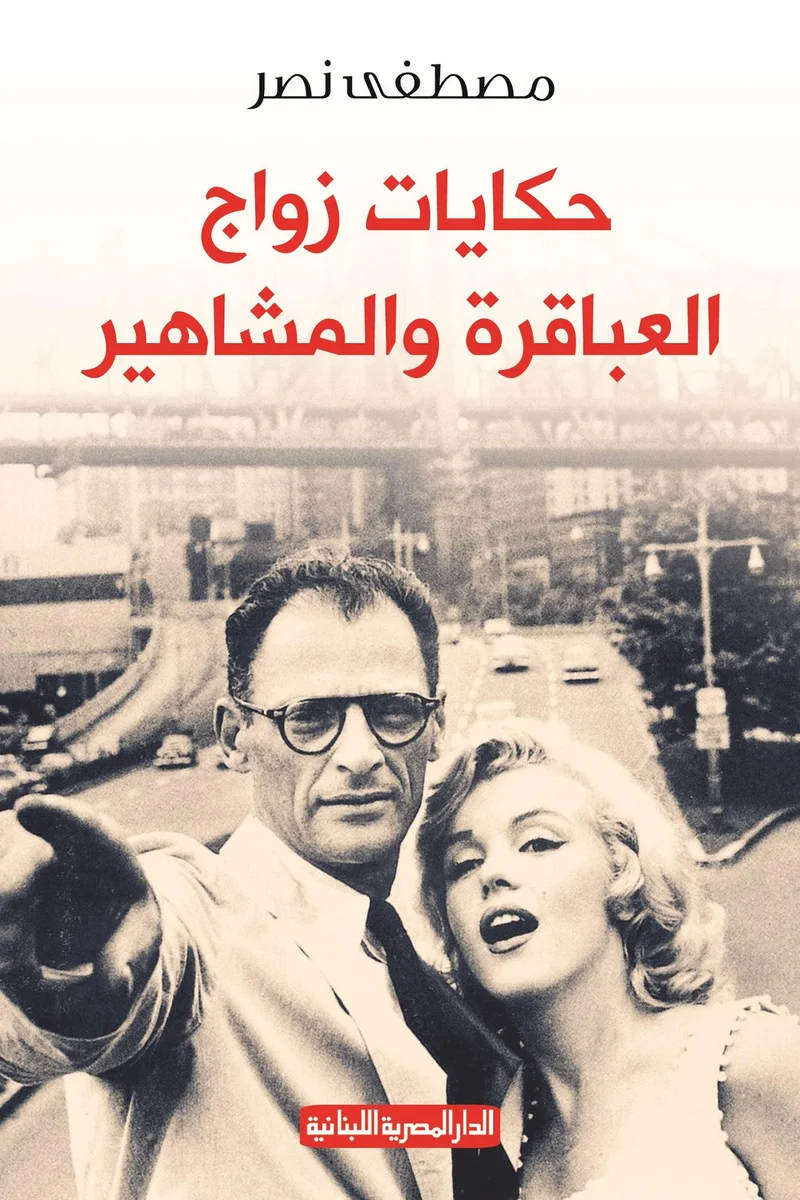 مصطفى نصر
حكايات زواج
العباقرة والمشاهير
الدار المصرية اللبنانية